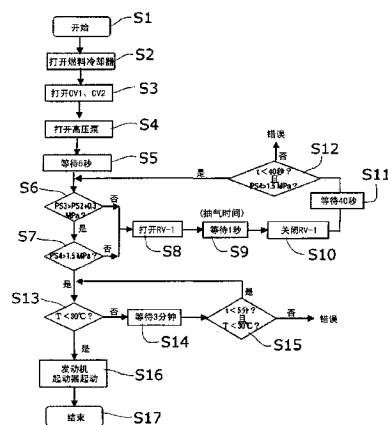 开始
S1
打开燃料冷却器
S2
打开CV1、CV2
S3
打开高压泵
S4
等待6秒
S5
S6
PS3>PS2+0.3
MPa?
否
是
S7
PS4>1.5 MPa?
否
是
打开RV-1
S8
(抽气时间)
等待1秒
S9
关闭RV-1
S10
等待40秒
S11
错误
否
S12
t<40秒?
且
PS4>1.5 MPa?
是
S13
T<30℃?
否
是
等待3分钟
S14
是
t<5分?
且
T<30℃?
S15
否
错误
发动机
起动器起动
S16
结束
S17